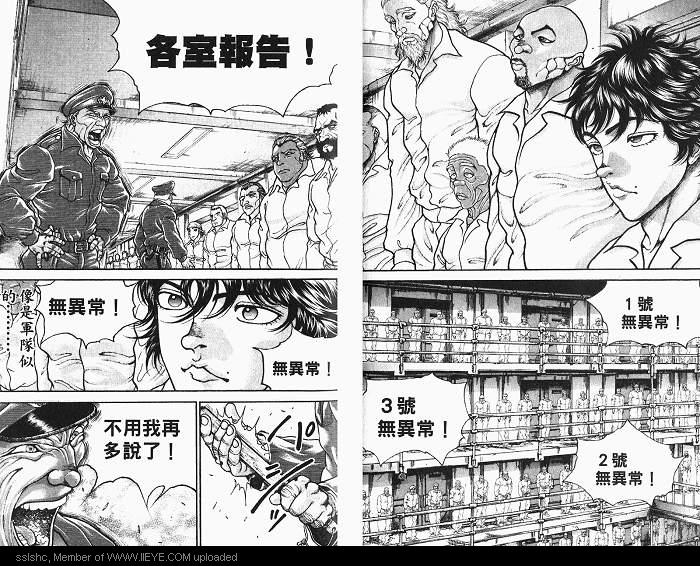 各室報告！
1號
無異常！
3號
無異常！
2號
無異常！
無異常！
無異常！
像是軍隊似
的………
不用我再
多說了！
sslshc, Member of WWW.IIEYE.COM uploaded